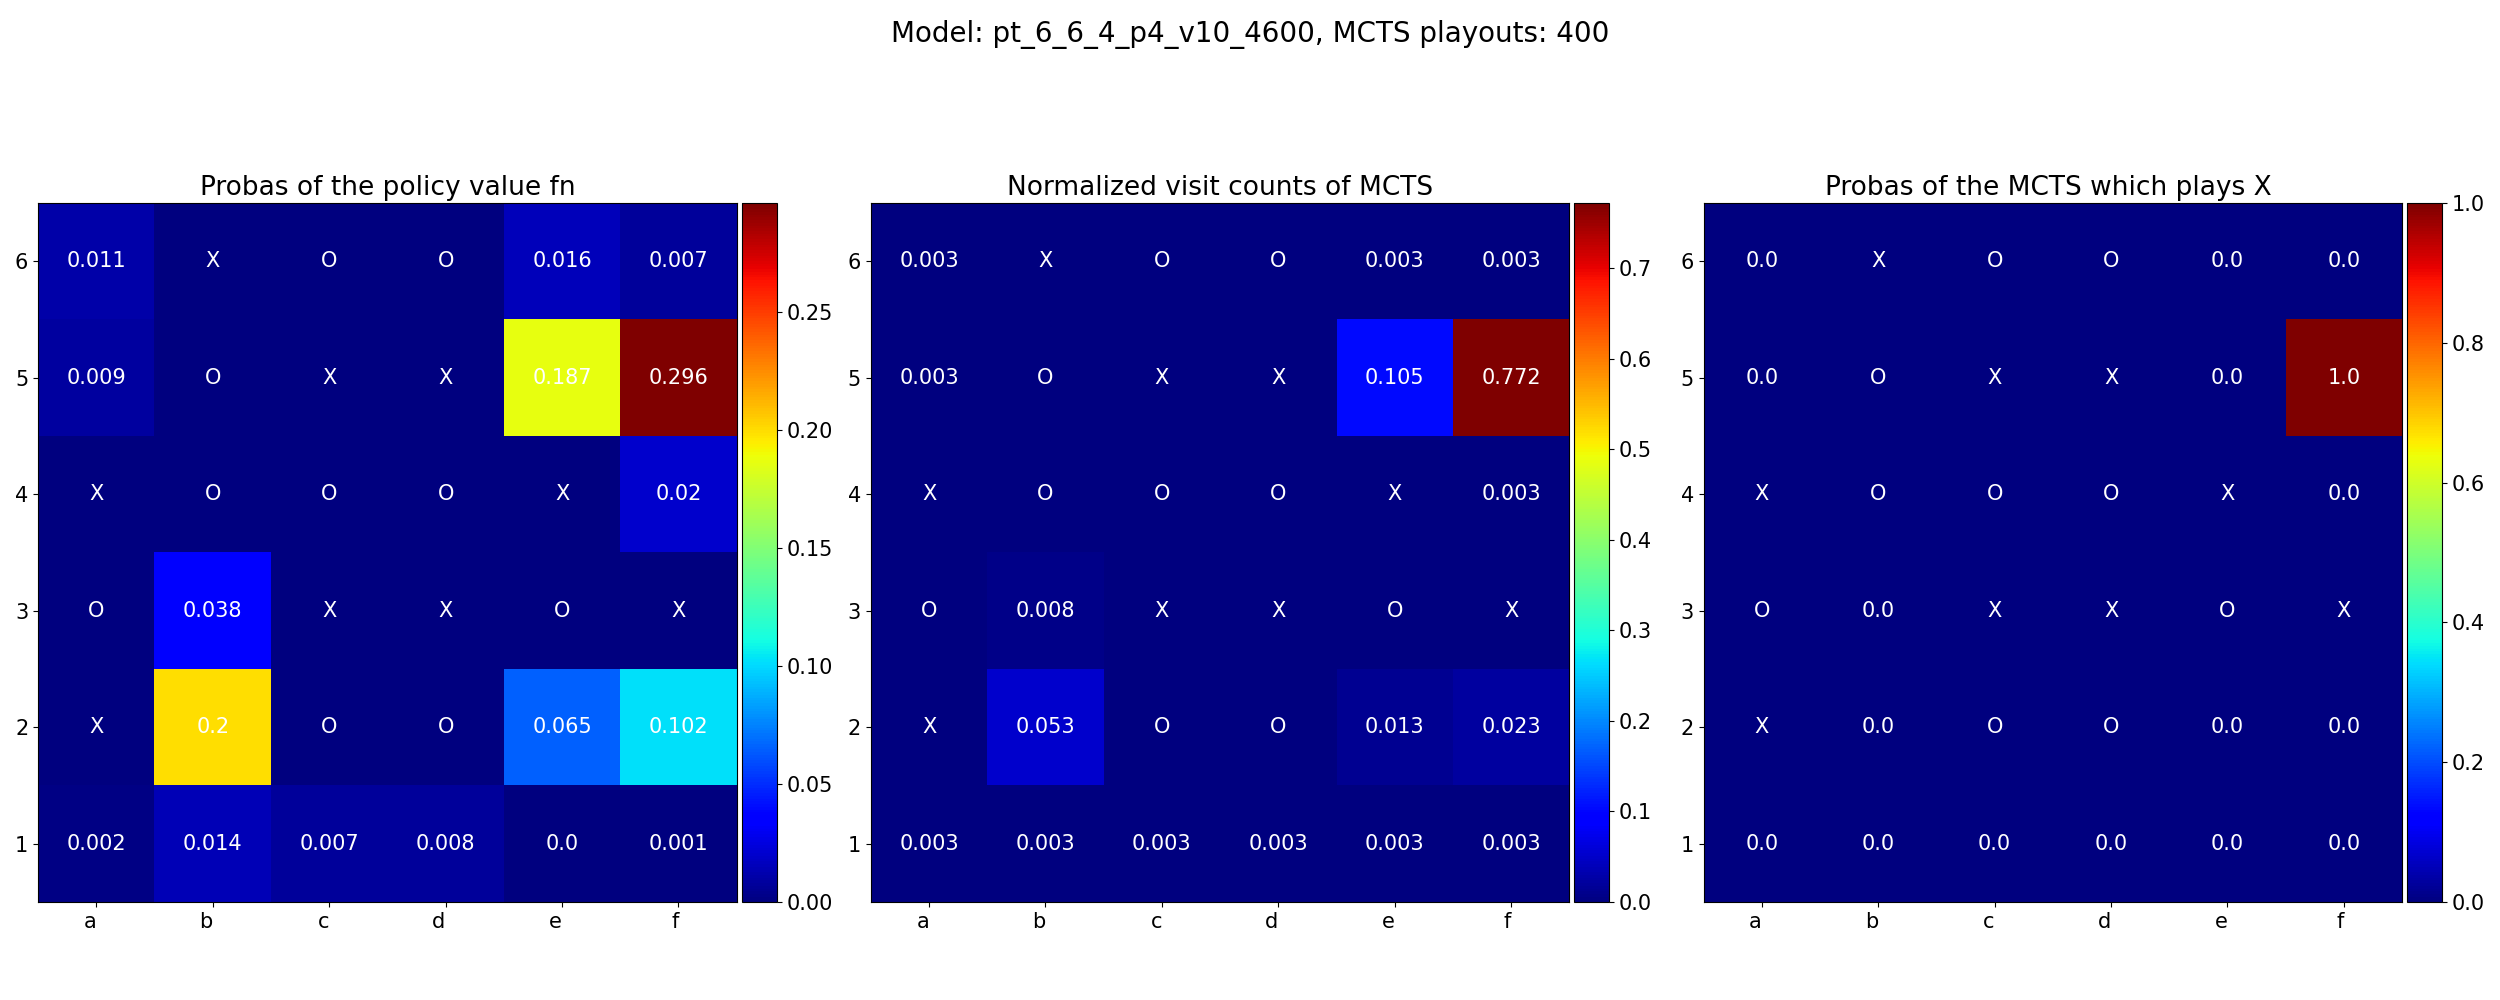 Model: pt_6_6_4_p4_v10_4600, MCTS playouts: 400
Probas of the policy value fn
6 0.011 X O O 0.016 0.007
5 0.009 O X X 0.187 0.296
4 X O O O X 0.02
3 O 0.038 X X O X
2 X 0.2 O O 0.065 0.102
1 0.002 0.014 0.007 0.008 0.0 0.001
a b c d e f
0.25
0.20
0.15
0.10
0.05
0.00
Normalized visit counts of MCTS
6 0.003 X O O 0.003 0.003
5 0.003 O X X 0.105 0.772
4 X O O O X 0.003
3 O 0.008 X X O X
2 X 0.053 O O 0.013 0.023
1 0.003 0.003 0.003 0.003 0.003 0.003
a b c d e f
0.7
0.6
0.5
0.4
0.3
0.2
0.1
0.0
Probas of the MCTS which plays X
6 0.0 X O O 0.0 0.0
5 0.0 O X X 0.0 1.0
4 X O O O X 0.0
3 O 0.0 X X O X
2 X 0.0 O O 0.0 0.0
1 0.0 0.0 0.0 0.0 0.0 0.0
a b c d e f
1.0
0.8
0.6
0.4
0.2
0.0